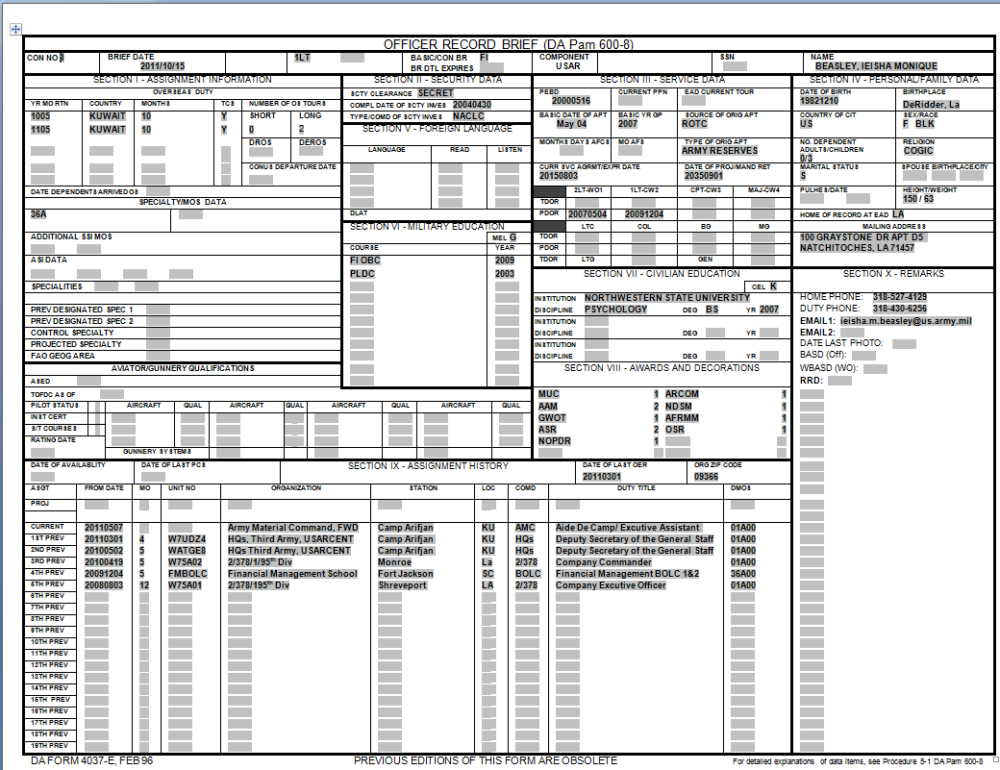 OFFICER RECORD BRIEF (DA Pam 600-8)
CON NO BRIEF DATE 2011/10/15 1LT BASIC/CON BR FI BR DTL EXPIRES COMPONENT USAR SSN NAME BEASLEY, IEISHA MONIQUE
SECTION I - ASSIGNMENT INFORMATION
OVERSEAS DUTY
YR MO RTN COUNTRY MONTHS TCS NUMBER OF OS TOURS
1005 KUWAIT 10 Y SHORT LONG
1105 KUWAIT 10 Y 0 2
DROS DEROS
CONUS DEPARTURE DATE
DATE DEPENDENTS ARRIVED OS
SPECIALTY/MOS DATA
36A
ADDITIONAL SSI MOS
ASI DATA
SPECIALITIES
PREV DESIGNATED SPEC 1
PREV DESIGNATED SPEC 2
CONTROL SPECIALTY
PROJECTED SPECIALTY
FAO GEOG AREA
AVIATOR/GUNNERY QUALIFICATIONS
ASED
TOFDC AS OF
PILOT STATUS AIRCRAFT QUAL AIRCRAFT QUAL AIRCRAFT QUAL AIRCRAFT QUAL
INST CERT
S/T COURSES
RATING DATE
GUNNERY SYSTEMS
SECTION II - SECURITY DATA
SCTY CLEARANCE SECRET
COMPL DATE OF SCTY INVES 20040430
TYPE/COMD OF SCTY INVES NACLC
SECTION V - FOREIGN LANGUAGE
LANGUAGE READ LISTEN
DLAT
SECTION VI - MILITARY EDUCATION
MEL G
COURSE YEAR
FI OBC 2009
PLDC 2003
SECTION III - SERVICE DATA
PEBD 20000516 CURRENT PPN EAD CURRENT TOUR
BASIC DATE OF APT May 04 BASIC YR GP 2007 SOURCE OF ORIG APT ROTC
MONTHS DAYS AFCS MO AFS TYPE OF ORIG APT ARMY RESERVES
CURR SVC AGRMT/EXPR DATE 20150803 DATE OF PROJ/MAND RET 20350901
2LT-WO1 1LT-CW2 CPT-CW3 MAJ-CW4
TDOR
PDOR 20070504 20091204
LTC COL BG MG
TDOR
PDOR
TDOR LTG GEN
SECTION VII - CIVILIAN EDUCATION
CEL K
INSTITUTION NORTHWESTERN STATE UNIVERSITY
DISCIPLINE PSYCHOLOGY DEG BS YR 2007
INSTITUTION
DISCIPLINE DEG YR
INSTITUTION
DISCIPLINE DEG YR
SECTION VIII - AWARDS AND DECORATIONS
MUC 1 ARCOM 1
AAM 2 NDSM 1
GWOT 1 AFRMM 1
ASR 2 OSR 1
NOPDR 1
SECTION IV - PERSONAL/FAMILY DATA
DATE OF BIRTH 19821210 BIRTHPLACE DeRidder, La
COUNTRY OF CIT US SEX/RACE F BLK
NO. DEPENDENT ADULTS/CHILDREN 0/3 RELIGION COGIC
MARITAL STATUS S SPOUSE BIRTHPLACE/CITY
PULHES/DATE HEIGHT/WEIGHT 150 / 63
HOME OF RECORD AT EAD LA
MAILING ADDRESS
100 GRAYSTONE DR APT D5
NATCHITOCHES, LA 71457
SECTION X - REMARKS
HOME PHONE: 318-527-4129
DUTY PHONE: 318-430-6256
EMAIL1: ieisha.m.beasley@us.army.mil
EMAIL2:
DATE LAST PHOTO:
BASD (Off):
WBASD (WO):
RRD:
DATE OF AVAILABLITY DATE OF LAST PCS SECTION IX - ASSIGNMENT HISTORY DATE OF LAST OER 20110301 ORG ZIP CODE 09366
ASGT FROM DATE MO UNIT NO ORGANIZATION STATION LOC COMD DUTY TITLE DMOS
PROJ
CURRENT 20110507 Army Material Command, FWD Camp Arifjan KU AMC Aide De Camp/ Excutive Assistant 01A00
1ST PREV 20110301 4 W7UDZ4 HQs, Third Army, USARCENT Camp Arifjan KU HQs Deputy Secretary of the General Staff 01A00
2ND PREV 20100502 5 WATGE8 HQs Third Army, USARCENT Camp Arifjan KU HQs Deputy Secretary of the General Staff 01A00
3RD PREV 20100419 5 W75A02 2/378/1/95th Div Monroe La 2/378 Company Commander 01A00
4TH PREV 20091204 5 FMBOLC Financial Management School Fort Jackson SC BOLC Financial Management BOLC 1&2 36A00
5TH PREV 20080803 12 W75A01 2/378/195th Div Shreveport LA 2/378 Company Excutive Officer 01A00
6TH PREV
7TH PREV
8TH PREV
9TH PREV
10TH PREV
11TH PREV
12TH PREV
13TH PREV
14TH PREV
15TH PREV
16TH PREV
17TH PREV
18TH PREV
19TH PREV
DA FORM 4037-E, FEB 96 PREVIOUS EDITIONS OF THIS FORM ARE OBSOLETE For detailed explanations of data items, see Procedure 5-1 DA Pam 600-8